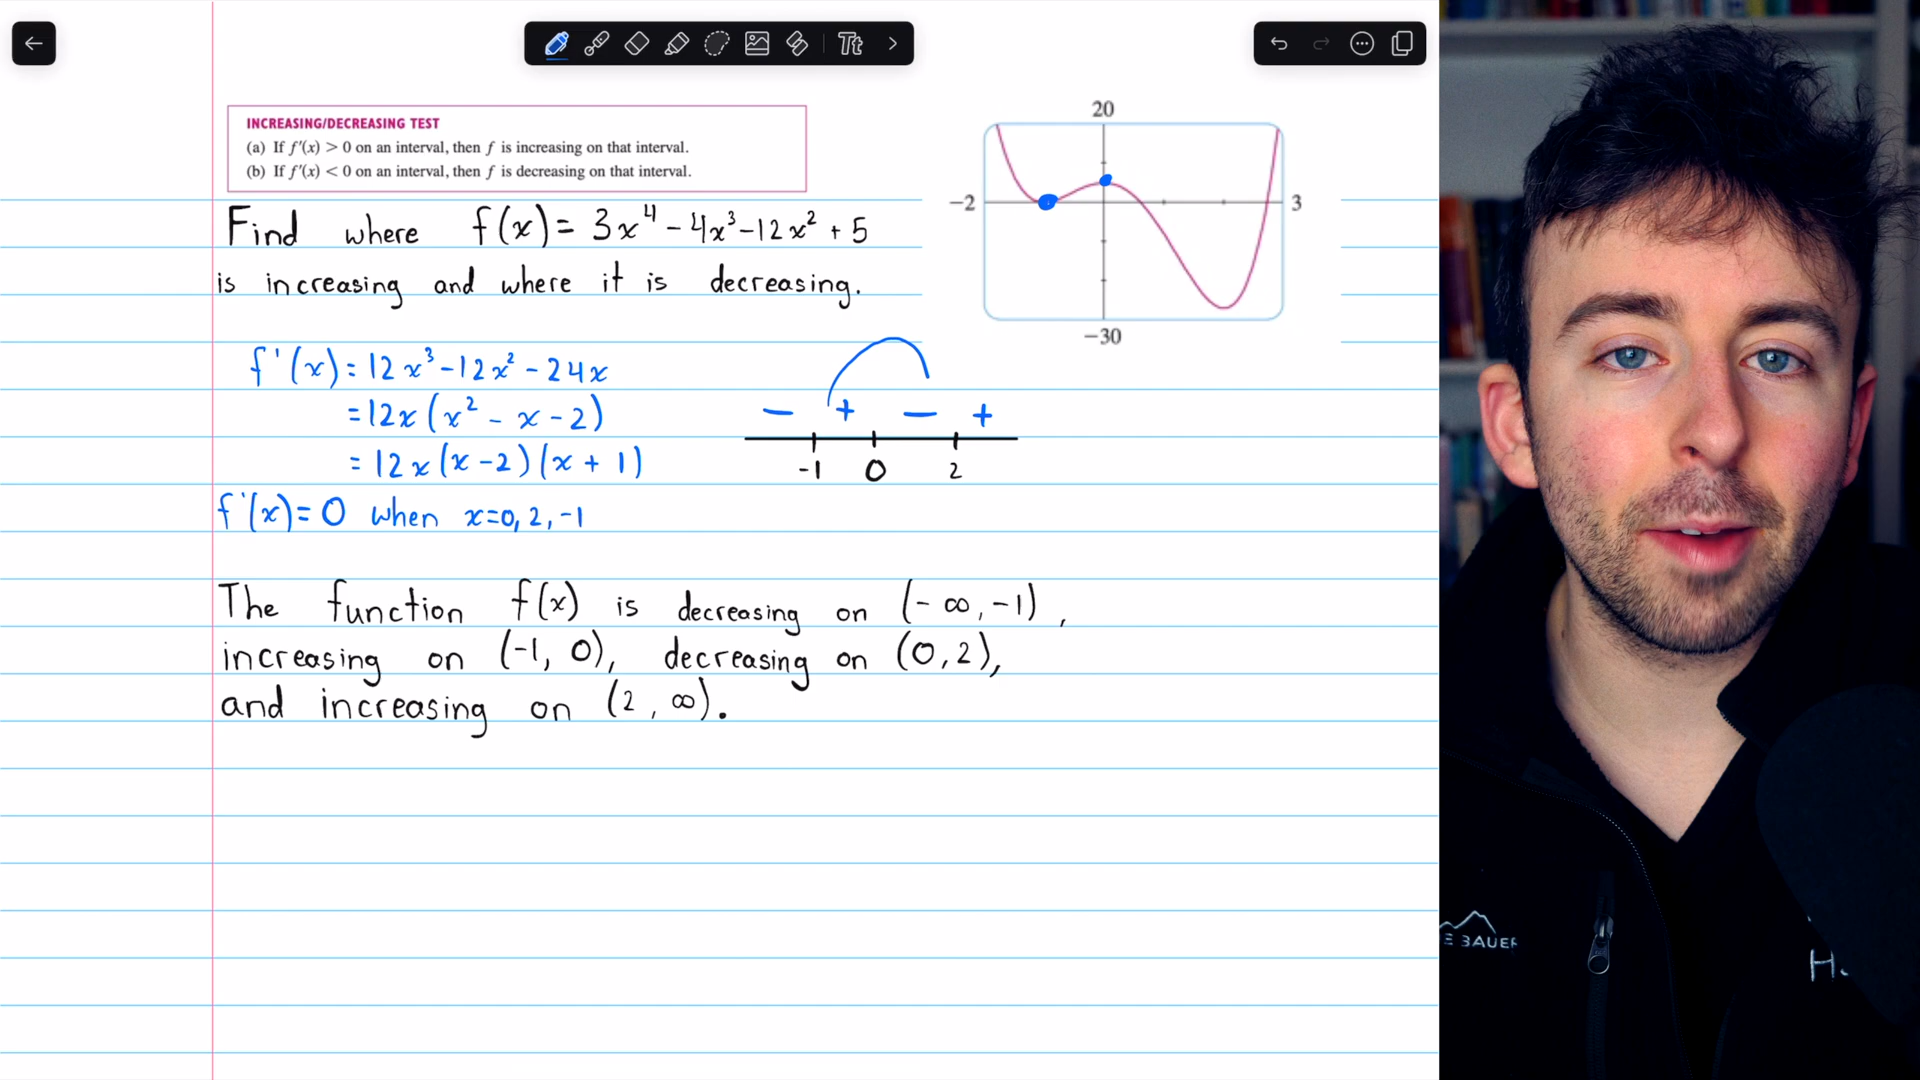 INCREASING/DECREASING TEST
(a) If f′(x) > 0 on an interval, then f is increasing on that interval.
(b) If f′(x) < 0 on an interval, then f is decreasing on that interval.
Find where f(x) = 3x⁴ - 4x³ - 12x² + 5
is increasing and where it is decreasing.
20
-2
3
-30
f'(x) = 12x³ - 12x² - 24x
= 12x(x² - x - 2)
= 12x(x - 2)(x + 1)
f'(x) = 0 when x=0, 2, -1
- + - +
-1 0 2
The function f(x) is decreasing on (-∞, -1),
increasing on (-1, 0), decreasing on (0, 2),
and increasing on (2, ∞).
Tt
BAUER
H.